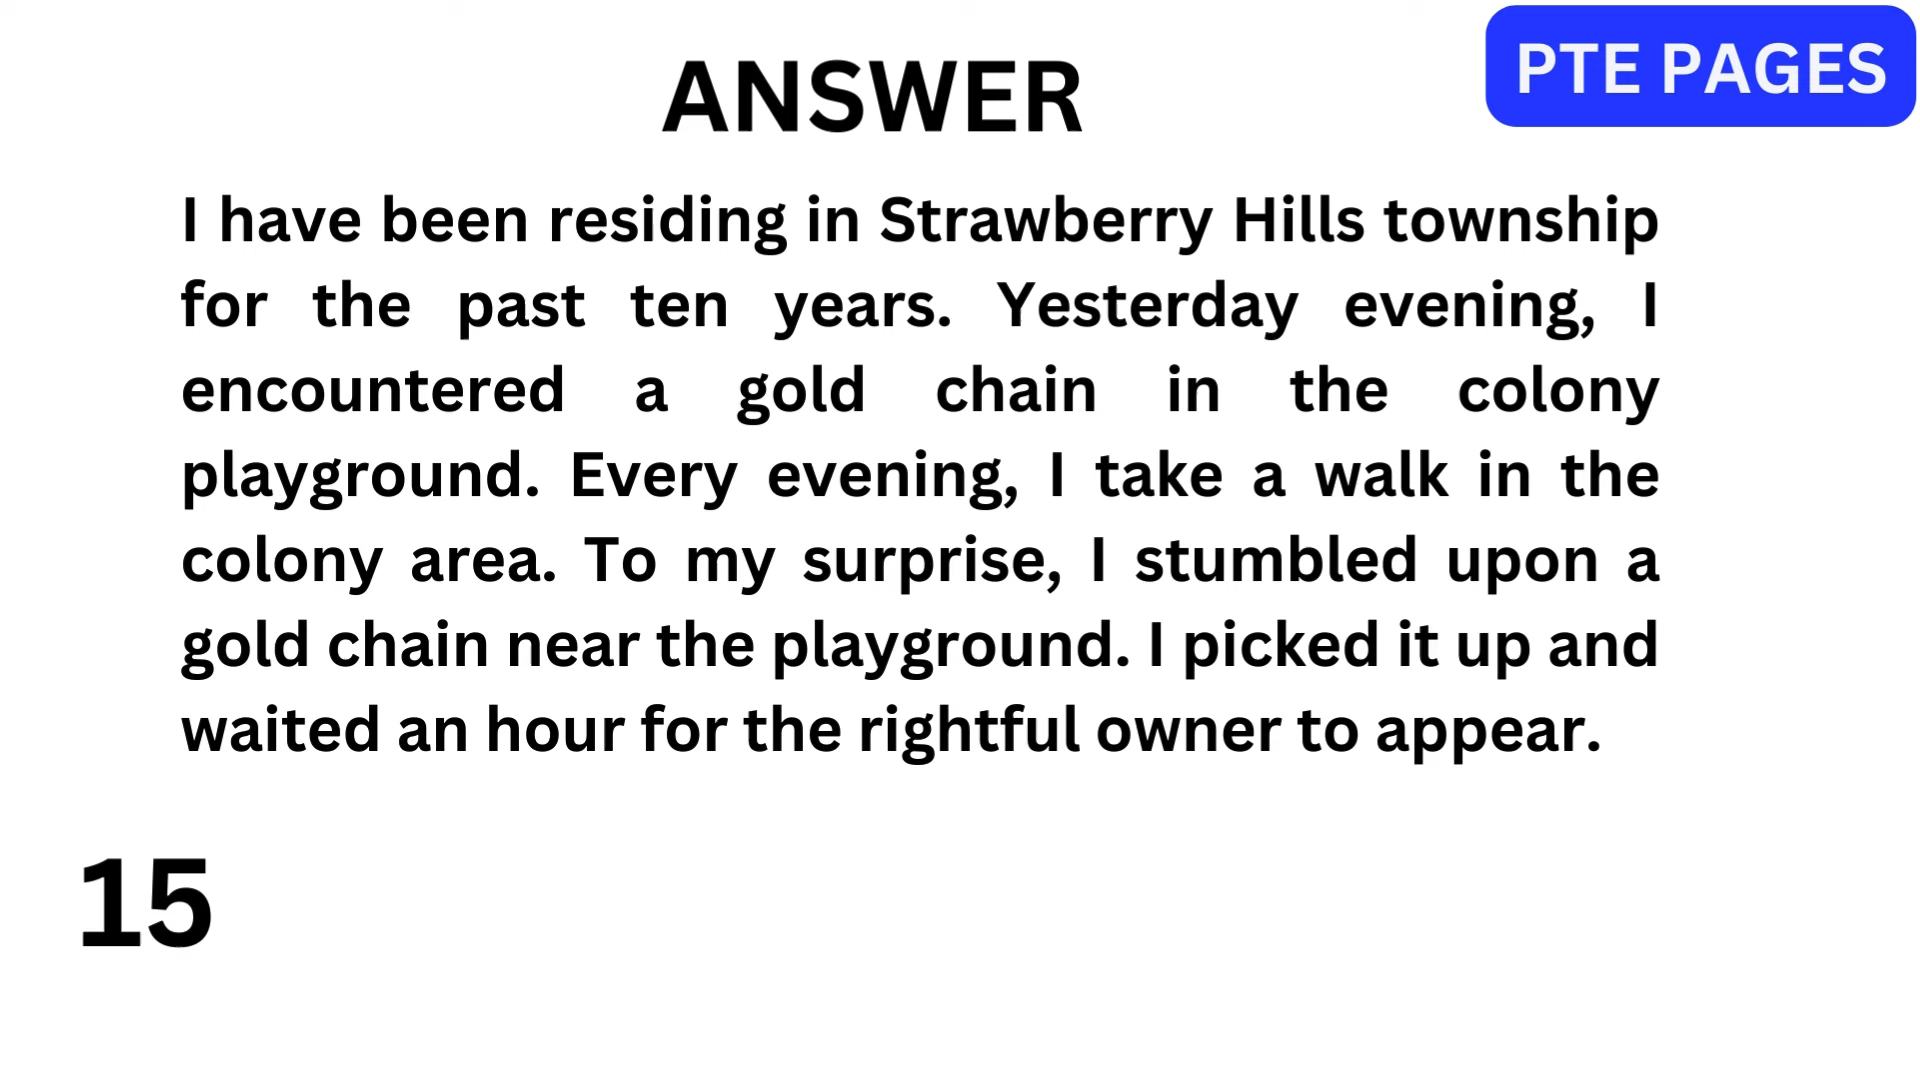 PTE PAGES
ANSWER
I have been residing in Strawberry Hills township
for the past ten years. Yesterday evening, I
encountered a gold chain in the colony
playground. Every evening, I take a walk in the
colony area. To my surprise, I stumbled upon a
gold chain near the playground. I picked it up and
waited an hour for the rightful owner to appear.
15